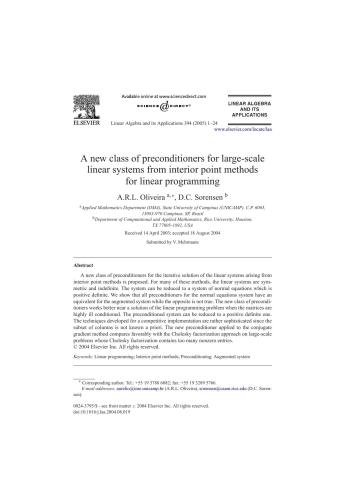 Available online at www.sciencedirect.com
SCIENCE DIRECT®
ELSEVIER
LINEAR ALGEBRA
AND ITS
APPLICATIONS
Linear Algebra and its Applications 394 (2005) 1–24
www.elsevier.com/locate/laa
A new class of preconditioners for large-scale
linear systems from interior point methods
for linear programming
A.R.L. Oliveira a,*, D.C. Sorensen b
a Applied Mathematics Department (DMA), State University of Campinas (UNICAMP), C.P. 6065,
13083-970 Campinas, SP, Brazil
b Department of Computational and Applied Mathematics, Rice University, Houston,
TX 77005-1892, USA
Received 14 April 2003; accepted 18 August 2004
Submitted by V. Mehrmann
Abstract
A new class of preconditioners for the iterative solution of the linear systems arising from
interior point methods is proposed. For many of these methods, the linear systems are sym-
metric and indefinite. The system can be reduced to a system of normal equations which is
positive definite. We show that all preconditioners for the normal equations system have an
equivalent for the augmented system while the opposite is not true. The new class of precondi-
tioners works better near a solution of the linear programming problem when the matrices are
highly ill conditioned. The preconditioned system can be reduced to a positive definite one.
The techniques developed for a competitive implementation are rather sophisticated since the
subset of columns is not known a priori. The new preconditioner applied to the conjugate
gradient method compares favorably with the Cholesky factorization approach on large-scale
problems whose Cholesky factorization contains too many nonzero entries.
© 2004 Elsevier Inc. All rights reserved.
Keywords: Linear programming; Interior point methods; Preconditioning; Augmented system
* Corresponding author. Tel.: +55 19 3788 6082; fax: +55 19 3289 5766.
E-mail addresses: aurelio@ime.unicamp.br (A.R.L. Oliveira), sorensen@caam.rice.edu (D.C. Soren-
sen).
0024-3795/$ - see front matter © 2004 Elsevier Inc. All rights reserved.
doi:10.1016/j.laa.2004.08.019